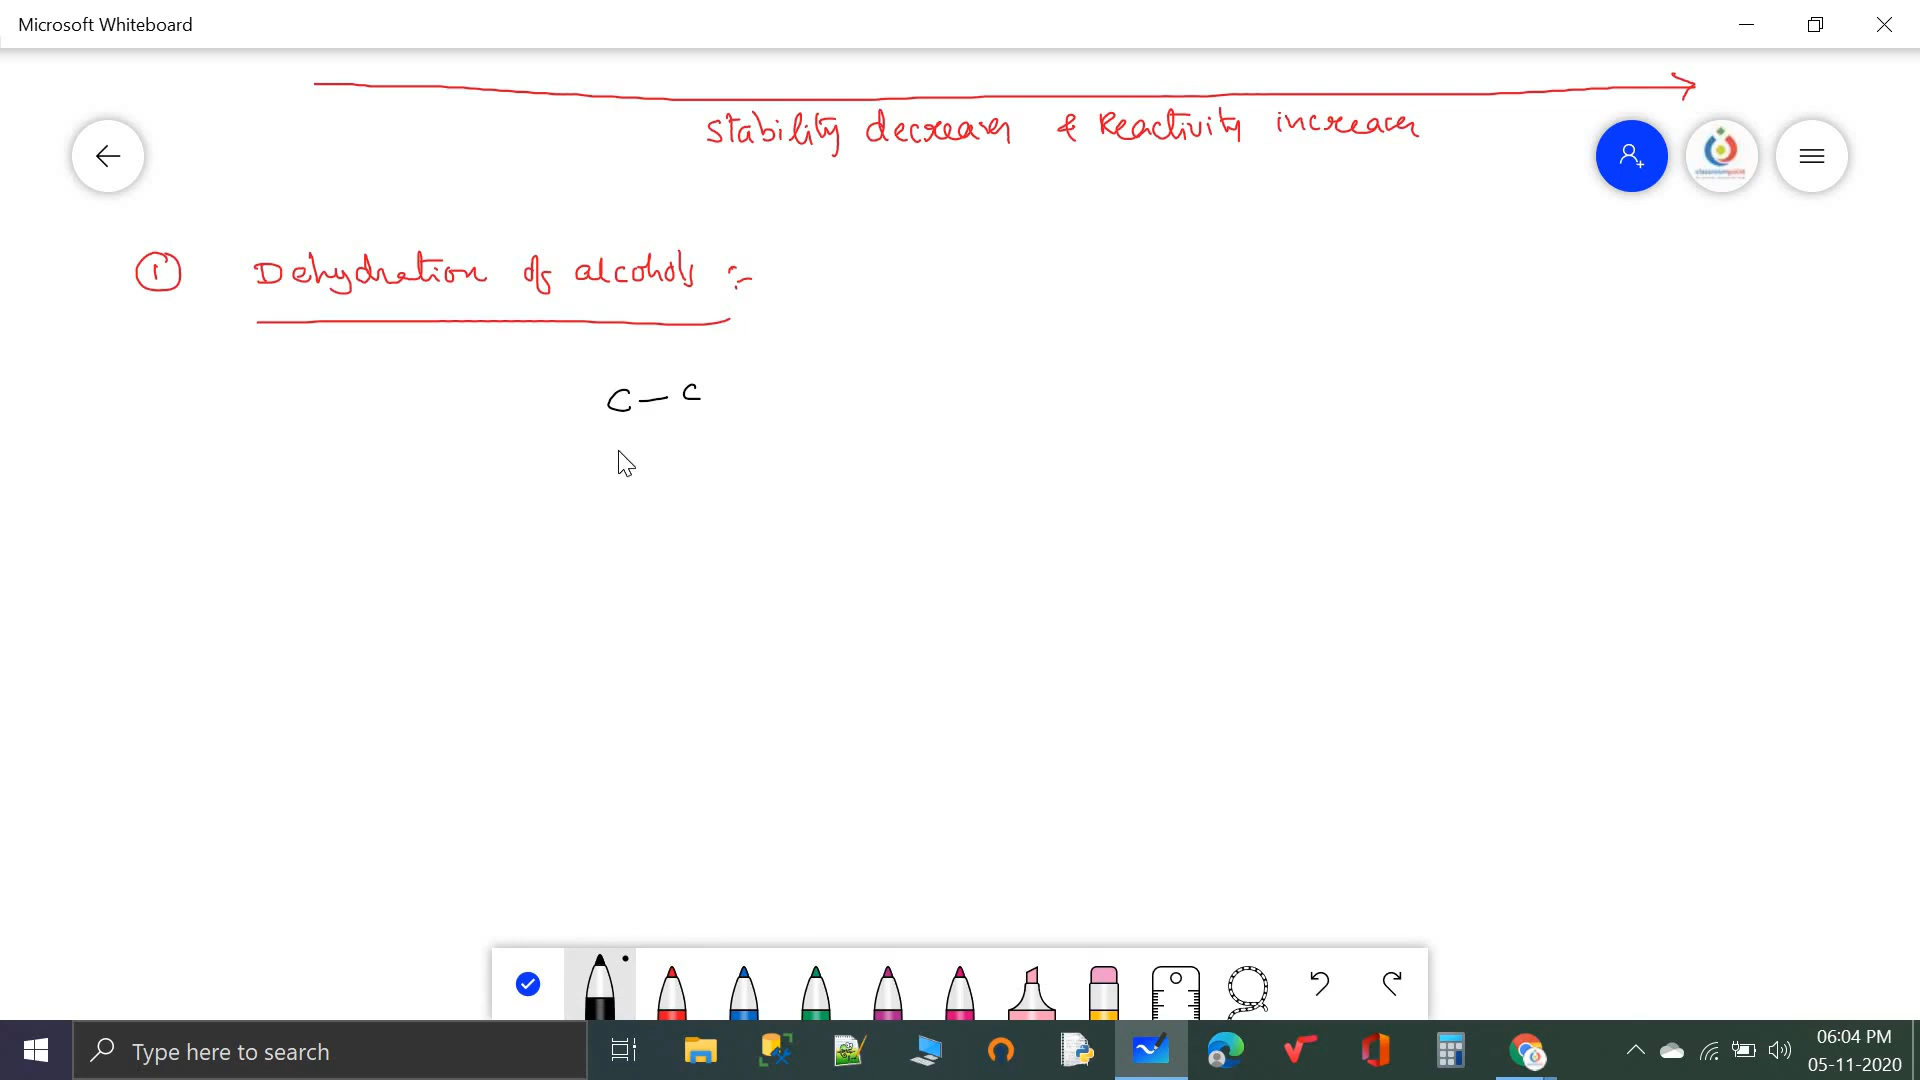 Microsoft Whiteboard
Stability decreases & Reactivity increases
① Dehydration of alcohols :-
C – C
Type here to search
06:04 PM
05-11-2020